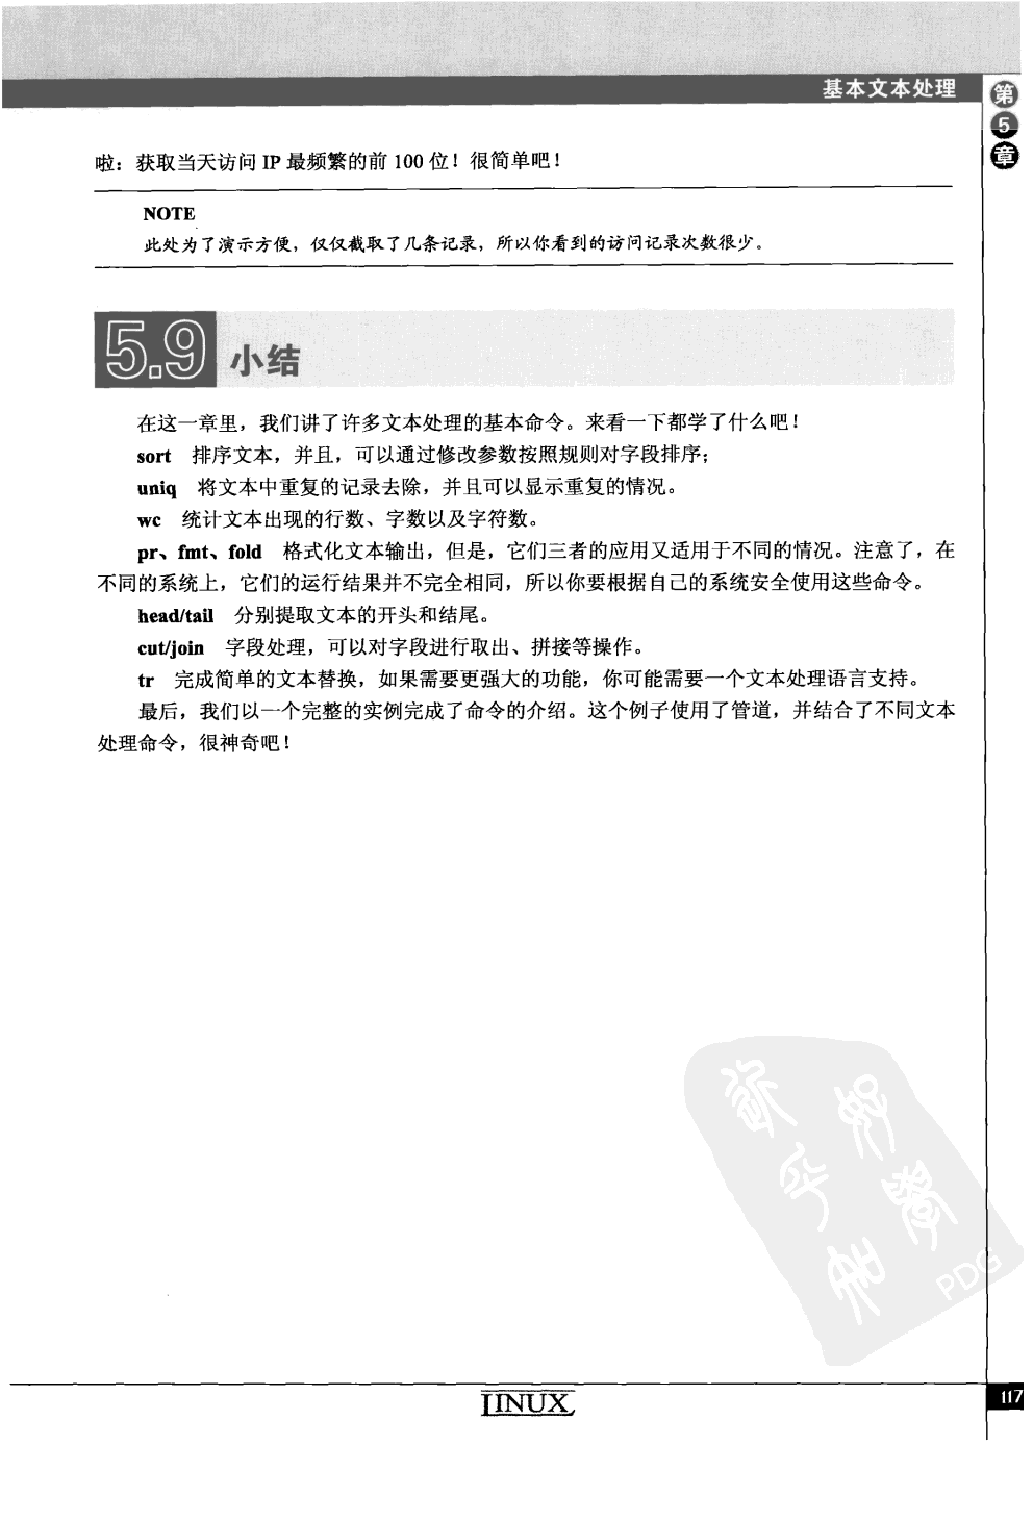 基本文本处理
第5章
啦：获取当天访问 IP 最频繁的前 100 位！很简单吧！
NOTE
此处为了演示方便，仅仅截取了几条记录，所以你看到的访问记录次数很少。
5.9 小结
在这一章里，我们讲了许多文本处理的基本命令。来看一下都学了什么吧！
sort 排序文本，并且，可以通过修改参数按照规则对字段排序；
uniq 将文本中重复的记录去除，并且可以显示重复的情况。
wc 统计文本出现的行数、字数以及字符数。
pr、fmt、fold 格式化文本输出，但是，它们三者的应用又适用于不同的情况。注意了，在
不同的系统上，它们的运行结果并不完全相同，所以你要根据自己的系统安全使用这些命令。
head/tail 分别提取文本的开头和结尾。
cut/join 字段处理，可以对字段进行取出、拼接等操作。
tr 完成简单的文本替换，如果需要更强大的功能，你可能需要一个文本处理语言支持。
最后，我们以一个完整的实例完成了命令的介绍。这个例子使用了管道，并结合了不同文本
处理命令，很神奇吧！
PDG
LINUX
117